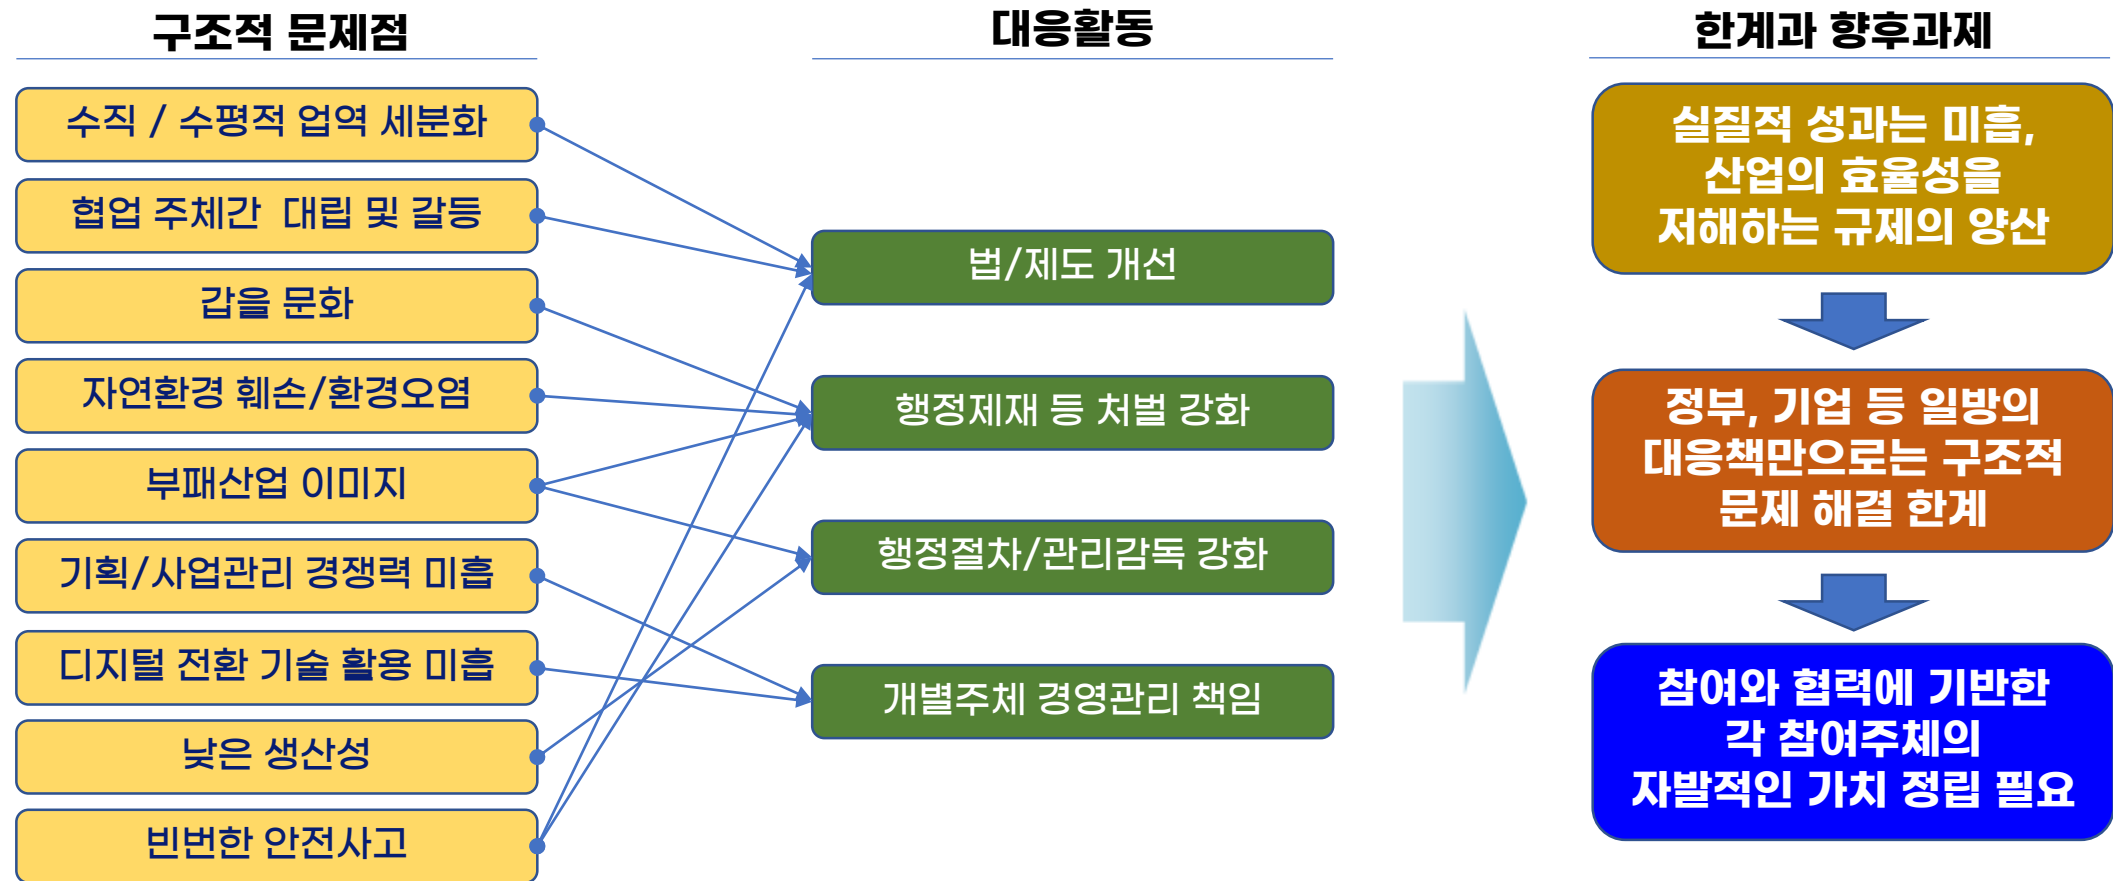 구조적 문제점
수직 / 수평적 업역 세분화
협업 주체간 대립 및 갈등
갑을 문화
자연환경 훼손/환경오염
부패산업 이미지
기획/사업관리 경쟁력 미흡
디지털 전환 기술 활용 미흡
낮은 생산성
빈번한 안전사고
대응활동
법/제도 개선
행정제재 등 처벌 강화
행정절차/관리감독 강화
개별주체 경영관리 책임
한계과 향후과제
실질적 성과는 미흡,
산업의 효율성을
저해하는 규제의 양산
정부, 기업 등 일방의
대응책만으로는 구조적
문제 해결 한계
참여와 협력에 기반한
각 참여주체의
자발적인 가치 정립 필요